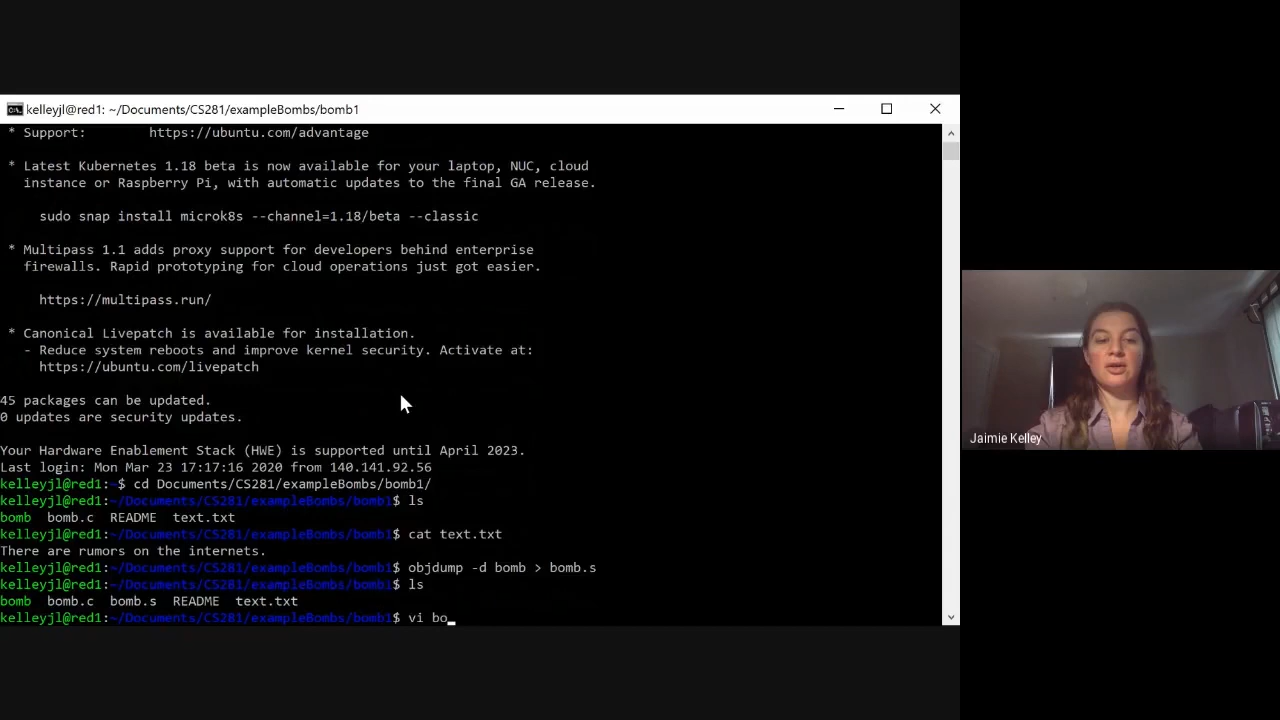 kelleyjl@red1: ~/Documents/CS281/exampleBombs/bomb1
* Support:        https://ubuntu.com/advantage
* Latest Kubernetes 1.18 beta is now available for your laptop, NUC, cloud
instance or Raspberry Pi, with automatic updates to the final GA release.
sudo snap install microk8s --channel=1.18/beta --classic
* Multipass 1.1 adds proxy support for developers behind enterprise
firewalls. Rapid prototyping for cloud operations just got easier.
https://multipass.run/
* Canonical Livepatch is available for installation.
- Reduce system reboots and improve kernel security. Activate at:
https://ubuntu.com/livepatch
45 packages can be updated.
0 updates are security updates.
Your Hardware Enablement Stack (HWE) is supported until April 2023.
Last login: Mon Mar 23 17:17:16 2020 from 140.141.92.56
kelleyjl@red1:~$ cd Documents/CS281/exampleBombs/bomb1/
kelleyjl@red1:~/Documents/CS281/exampleBombs/bomb1$ ls
bomb  bomb.c  README  text.txt
kelleyjl@red1:~/Documents/CS281/exampleBombs/bomb1$ cat text.txt
There are rumors on the internets.
kelleyjl@red1:~/Documents/CS281/exampleBombs/bomb1$ objdump -d bomb > bomb.s
kelleyjl@red1:~/Documents/CS281/exampleBombs/bomb1$ ls
bomb  bomb.c  bomb.s  README  text.txt
kelleyjl@red1:~/Documents/CS281/exampleBombs/bomb1$ vi bo
Jaimie Kelley